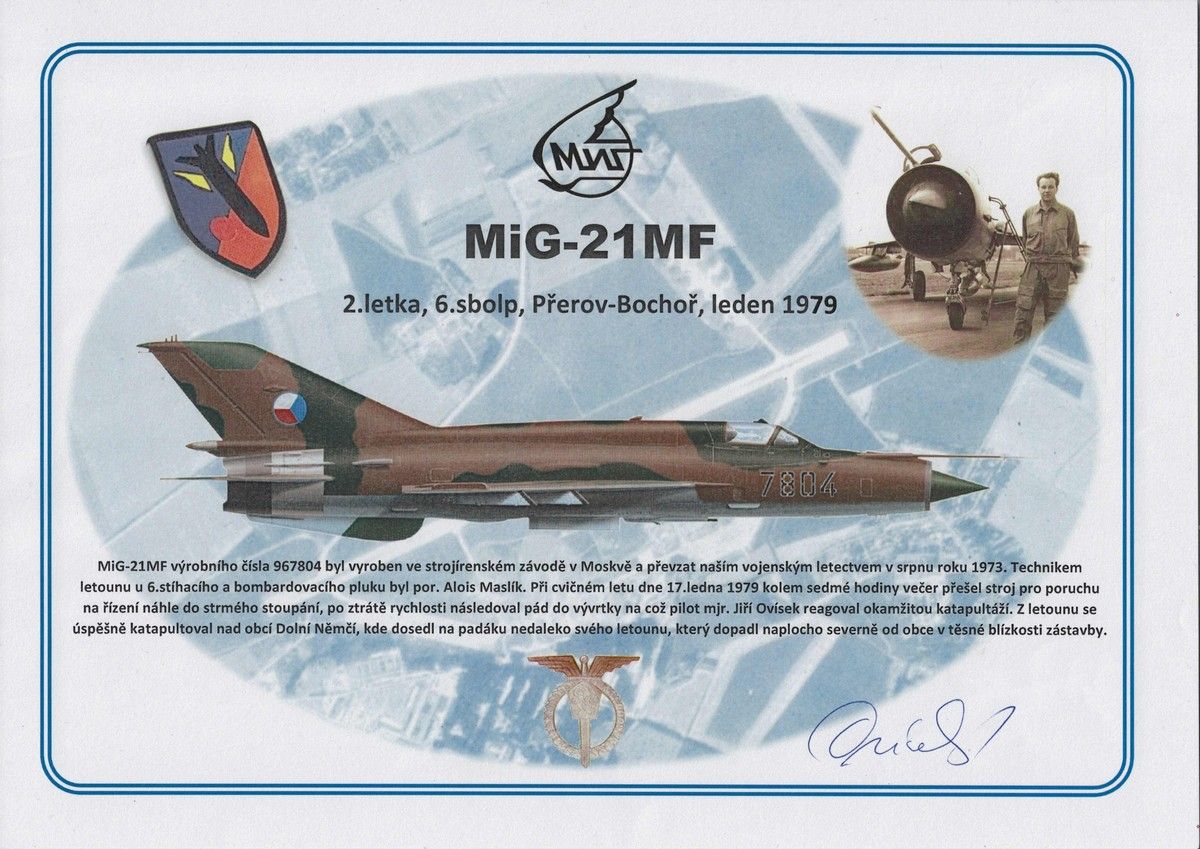 МиГ
MiG-21MF
2.letka, 6.sbolp, Přerov-Bochoř, leden 1979
7804
MiG-21MF výrobního čísla 967804 byl vyroben ve strojírenském závodě v Moskvě a převzat naším vojenským letectvem v srpnu roku 1973. Technikem
letounu u 6.stíhacího a bombardovacího pluku byl por. Alois Maslík. Při cvičném letu dne 17.ledna 1979 kolem sedmé hodiny večer přešel stroj pro poruchu
na řízení náhle do strmého stoupání, po ztrátě rychlosti následoval pád do vývrtky na což pilot mjr. Jiří Ovísek reagoval okamžitou katapultáží. Z letounu se
úspěšně katapultoval nad obcí Dolní Němčí, kde dosedl na padáku nedaleko svého letounu, který dopadl naplocho severně od obce v těsné blízkosti zástavby.